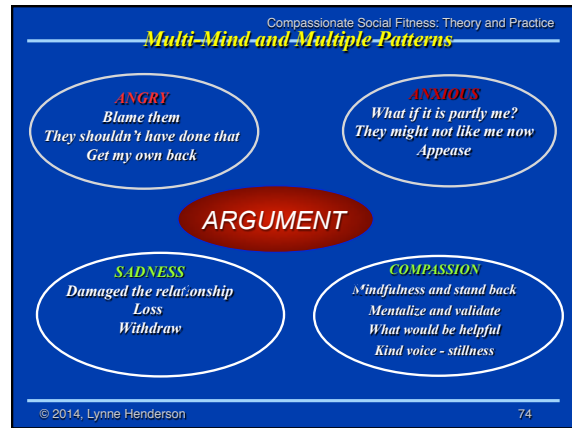 Compassionate Social Fitness: Theory and Practice
Multi-Mind and Multiple Patterns
ANGRY
Blame them
They shouldn't have done that
Get my own back
ANXIOUS
What if it is partly me?
They might not like me now
Appease
ARGUMENT
SADNESS
Damaged the relationship
Loss
Withdraw
COMPASSION
Mindfulness and stand back
Mentalize and validate
What would be helpful
Kind voice - stillness
© 2014, Lynne Henderson
74